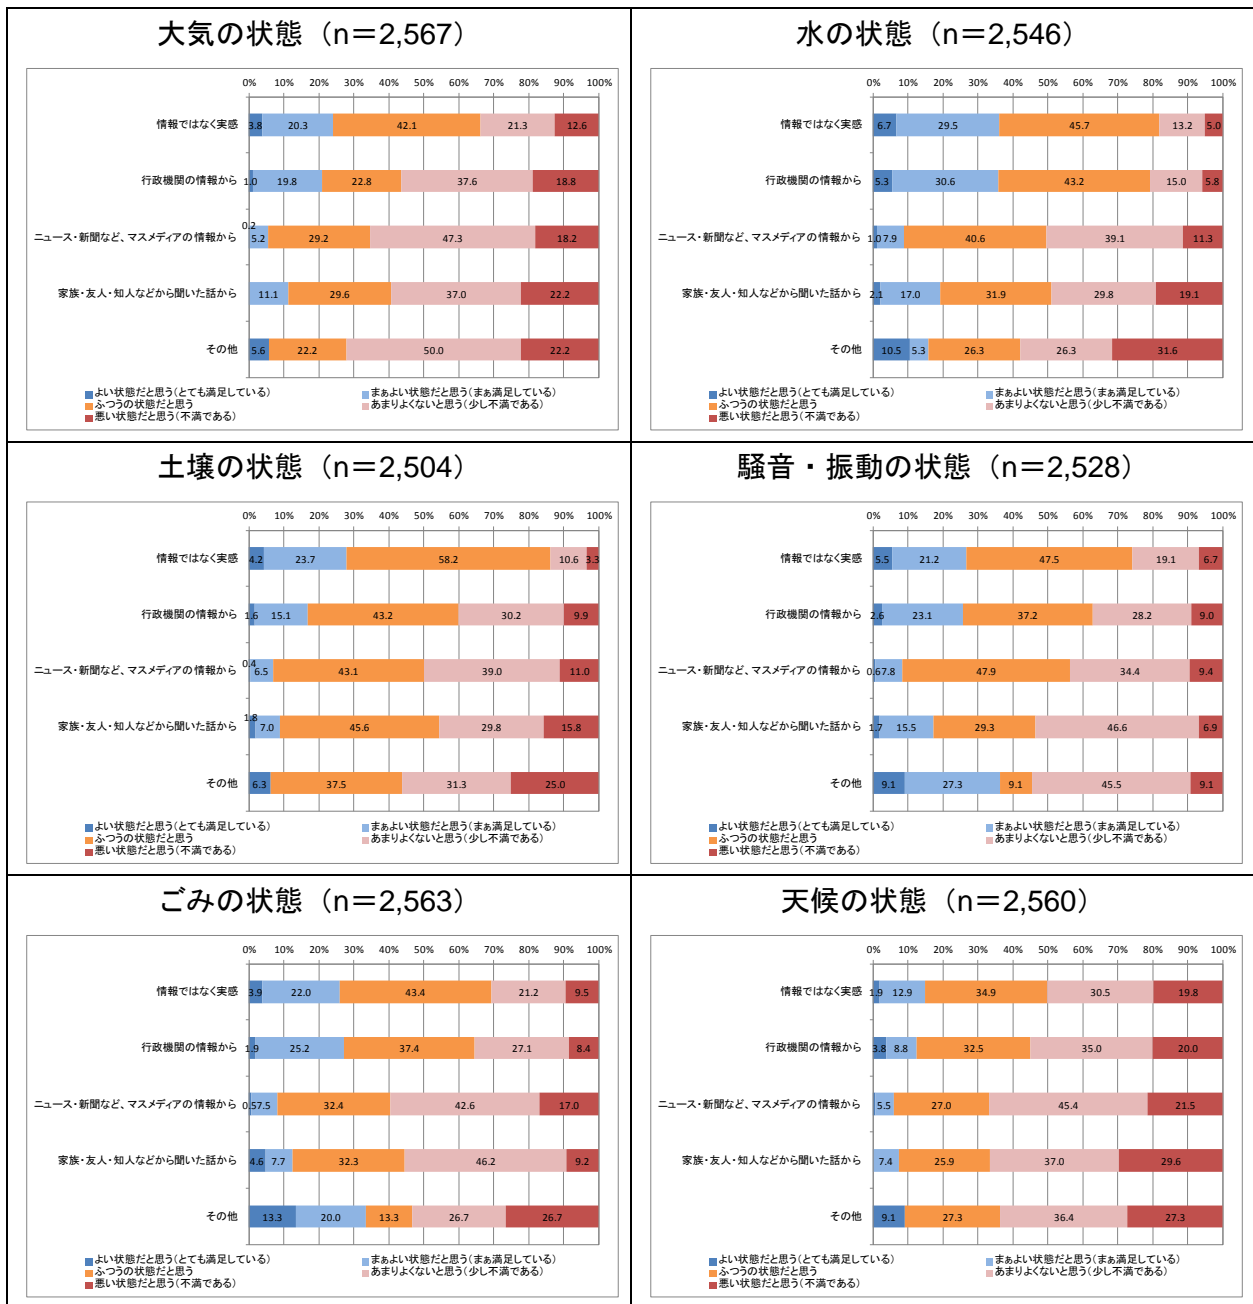 大気の状態（n＝2,567）
0% 10% 20% 30% 40% 50% 60% 70% 80% 90% 100%
情報ではなく実感 3.8 20.3 42.1 21.3 12.6
行政機関の情報から 1.0 19.8 22.8 37.6 18.8
ニュース・新聞など、マスメディアの情報から 0.2 5.2 29.2 47.3 18.2
家族・友人・知人などから聞いた話から 11.1 29.6 37.0 22.2
その他 5.6 22.2 50.0 22.2
よい状態だと思う（とても満足している） まぁよい状態だと思う（まぁ満足している）
ふつうの状態だと思う あまりよくないと思う（少し不満である）
悪い状態だと思う（不満である）
水の状態（n＝2,546）
0% 10% 20% 30% 40% 50% 60% 70% 80% 90% 100%
情報ではなく実感 6.7 29.5 45.7 13.2 5.0
行政機関の情報から 5.3 30.6 43.2 15.0 5.8
ニュース・新聞など、マスメディアの情報から 1.0 7.9 40.6 39.1 11.3
家族・友人・知人などから聞いた話から 2.1 17.0 31.9 29.8 19.1
その他 10.5 5.3 26.3 26.3 31.6
よい状態だと思う（とても満足している） まぁよい状態だと思う（まぁ満足している）
ふつうの状態だと思う あまりよくないと思う（少し不満である）
悪い状態だと思う（不満である）
土壌の状態（n＝2,504）
0% 10% 20% 30% 40% 50% 60% 70% 80% 90% 100%
情報ではなく実感 4.2 23.7 58.2 10.6 3.3
行政機関の情報から 1.6 15.1 43.2 30.2 9.9
ニュース・新聞など、マスメディアの情報から 0.4 6.5 43.1 39.0 11.0
家族・友人・知人などから聞いた話から 1.8 7.0 45.6 29.8 15.8
その他 6.3 37.5 31.3 25.0
よい状態だと思う（とても満足している） まぁよい状態だと思う（まぁ満足している）
ふつうの状態だと思う あまりよくないと思う（少し不満である）
悪い状態だと思う（不満である）
騒音・振動の状態（n＝2,528）
0% 10% 20% 30% 40% 50% 60% 70% 80% 90% 100%
情報ではなく実感 5.5 21.2 47.5 19.1 6.7
行政機関の情報から 2.6 23.1 37.2 28.2 9.0
ニュース・新聞など、マスメディアの情報から 0.6 7.8 47.9 34.4 9.4
家族・友人・知人などから聞いた話から 1.7 15.5 29.3 46.6 6.9
その他 9.1 27.3 9.1 45.5 9.1
よい状態だと思う（とても満足している） まぁよい状態だと思う（まぁ満足している）
ふつうの状態だと思う あまりよくないと思う（少し不満である）
悪い状態だと思う（不満である）
ごみの状態（n＝2,563）
0% 10% 20% 30% 40% 50% 60% 70% 80% 90% 100%
情報ではなく実感 3.9 22.0 43.4 21.2 9.5
行政機関の情報から 1.9 25.2 37.4 27.1 8.4
ニュース・新聞など、マスメディアの情報から 0.5 7.5 32.4 42.6 17.0
家族・友人・知人などから聞いた話から 4.6 7.7 32.3 46.2 9.2
その他 13.3 20.0 13.3 26.7 26.7
よい状態だと思う（とても満足している） まぁよい状態だと思う（まぁ満足している）
ふつうの状態だと思う あまりよくないと思う（少し不満である）
悪い状態だと思う（不満である）
天候の状態（n＝2,560）
0% 10% 20% 30% 40% 50% 60% 70% 80% 90% 100%
情報ではなく実感 1.9 12.9 34.9 30.5 19.8
行政機関の情報から 3.8 8.8 32.5 35.0 20.0
ニュース・新聞など、マスメディアの情報から 5.5 27.0 45.4 21.5
家族・友人・知人などから聞いた話から 7.4 25.9 37.0 29.6
その他 9.1 27.3 36.4 27.3
よい状態だと思う（とても満足している） まぁよい状態だと思う（まぁ満足している）
ふつうの状態だと思う あまりよくないと思う（少し不満である）
悪い状態だと思う（不満である）